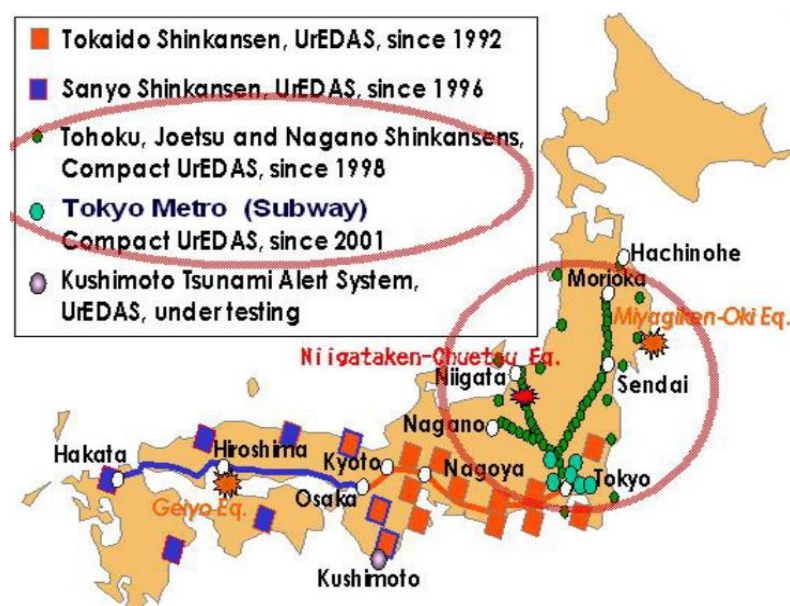 Tokaido Shinkansen, UrEDAS, since 1992
Sanyo Shinkansen, UrEDAS, since 1996
Tohoku, Joetsu and Nagano Shinkansens,
Compact UrEDAS, since 1998
Tokyo Metro (Subway)
Compact UrEDAS, since 2001
Kushimoto Tsunami Alert System,
UrEDAS, under testing
Hachinohe
Morioka
Miyagiken-Oki Eq.
Niigataken-Chuetsu Eq.
Niigata
Sendai
Nagano
Hakata
Hiroshima
Kyoto
Nagoya
Tokyo
Osaka
Geiyo Eq.
Kushimoto